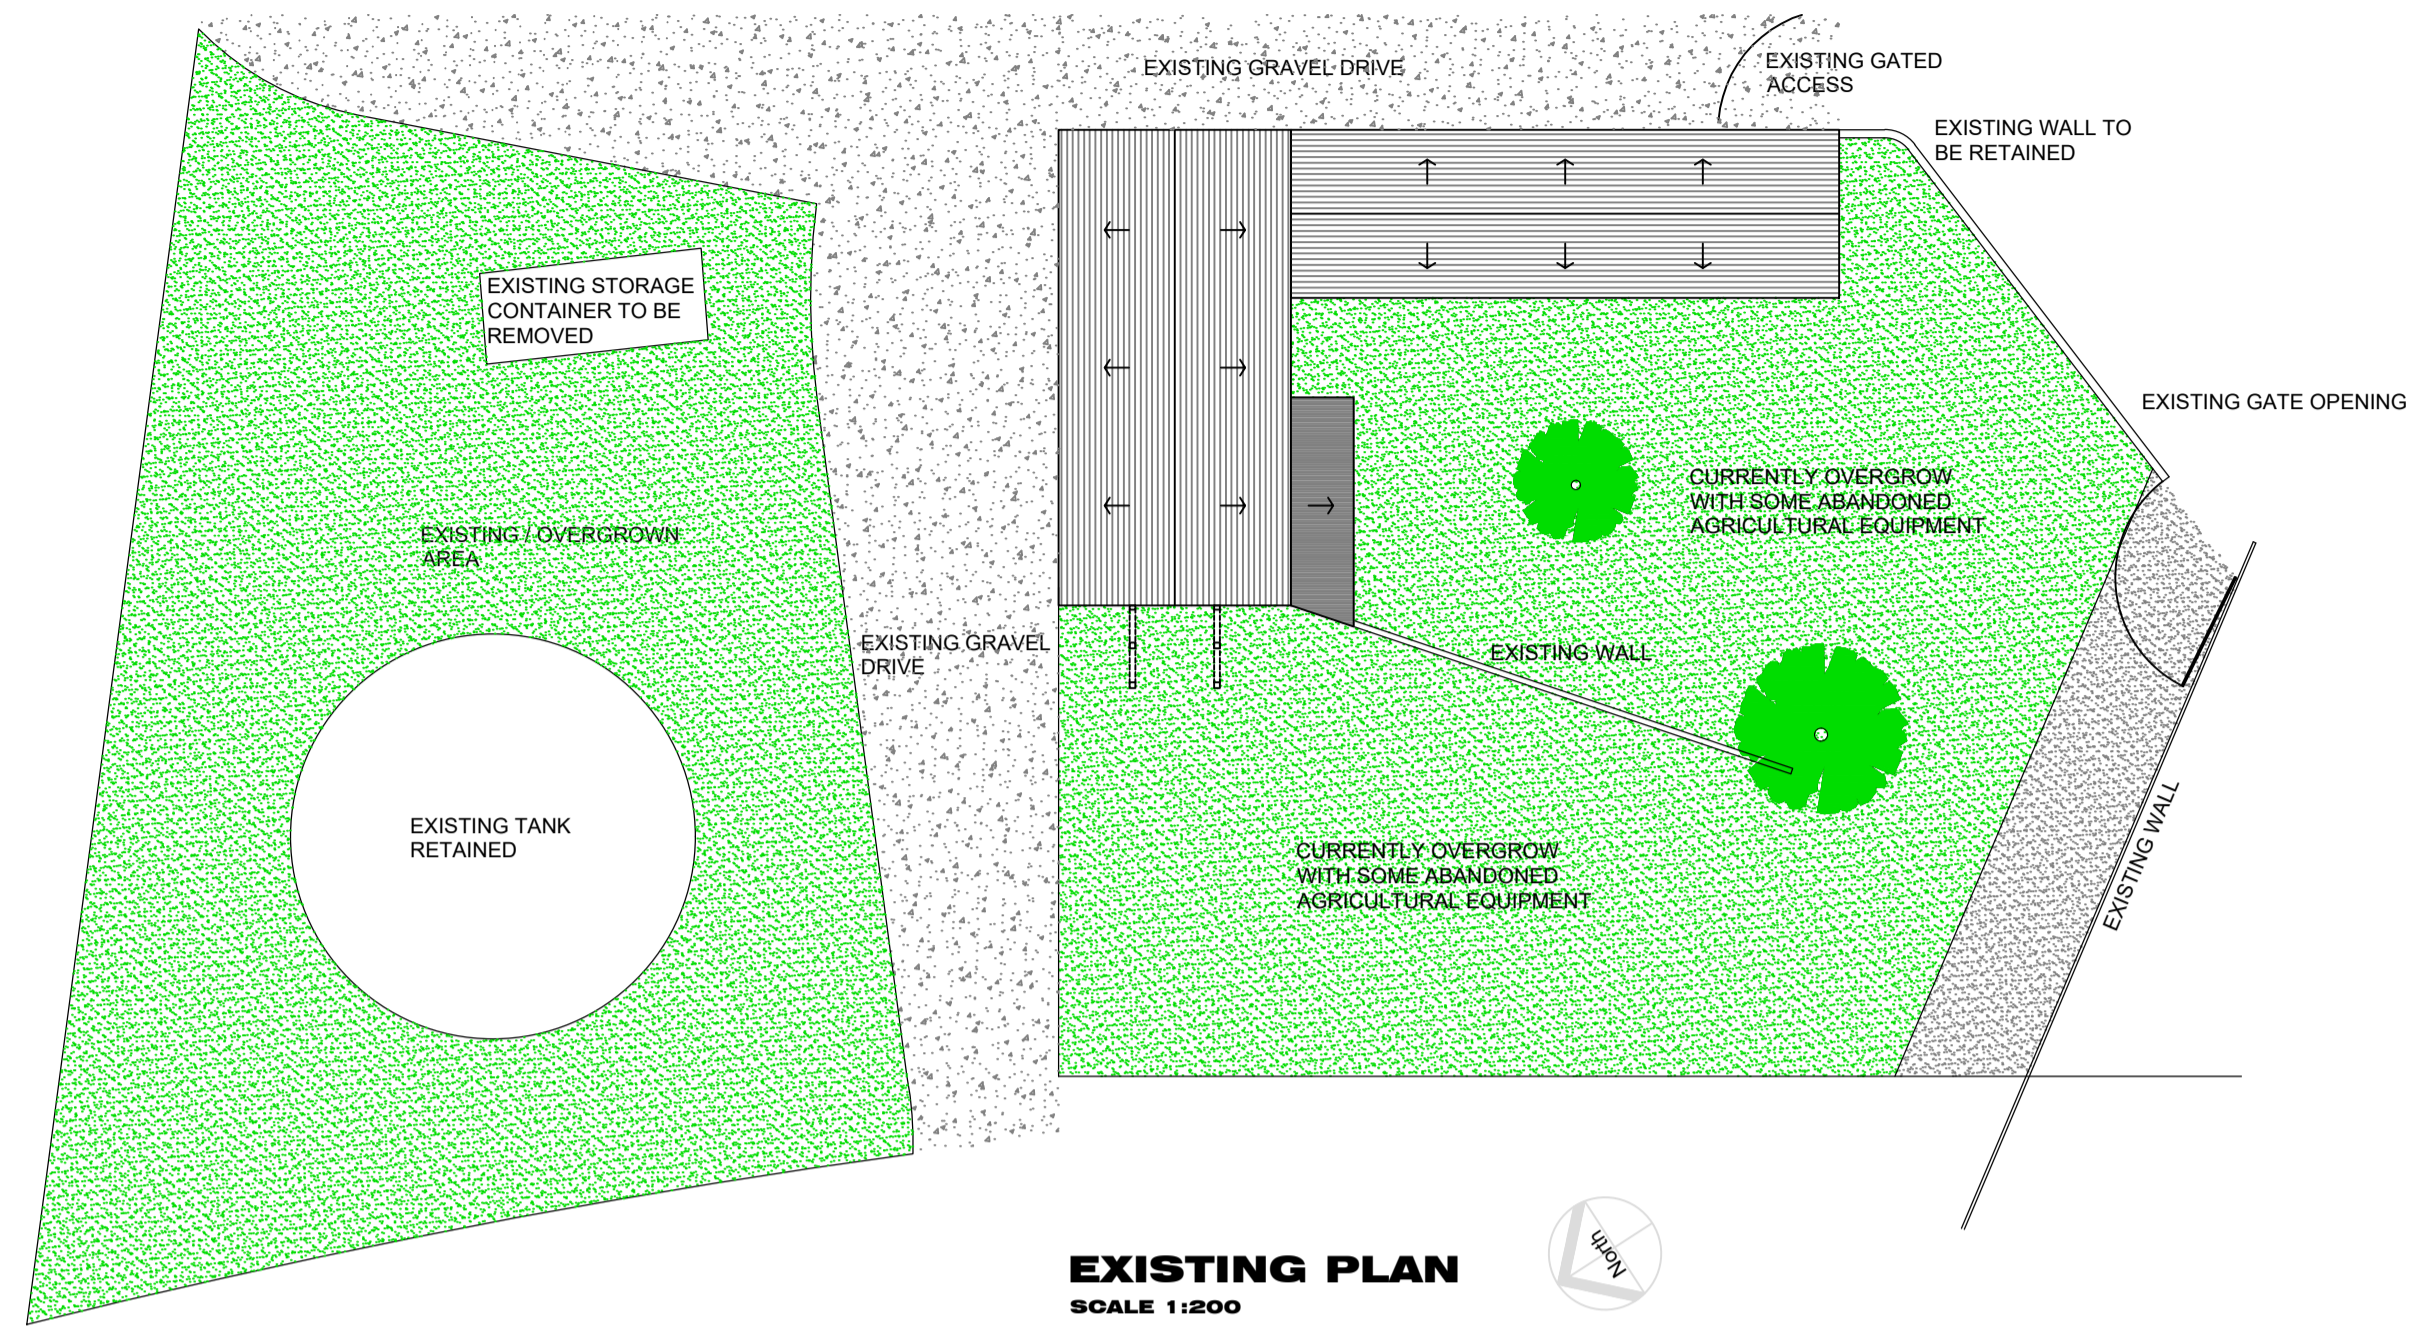 EXISTING GRAVEL DRIVE
EXISTING GATED
ACCESS
EXISTING WALL TO
BE RETAINED
EXISTING STORAGE
CONTAINER TO BE
REMOVED
EXISTING GATE OPENING
CURRENTLY OVERGROW
WITH SOME ABANDONED
AGRICULTURAL EQUIPMENT
EXISTING / OVERGROWN
AREA
EXISTING GRAVEL
DRIVE
EXISTING WALL
EXISTING TANK
RETAINED
CURRENTLY OVERGROW
WITH SOME ABANDONED
AGRICULTURAL EQUIPMENT
EXISTING WALL
North
EXISTING PLAN
SCALE 1:200